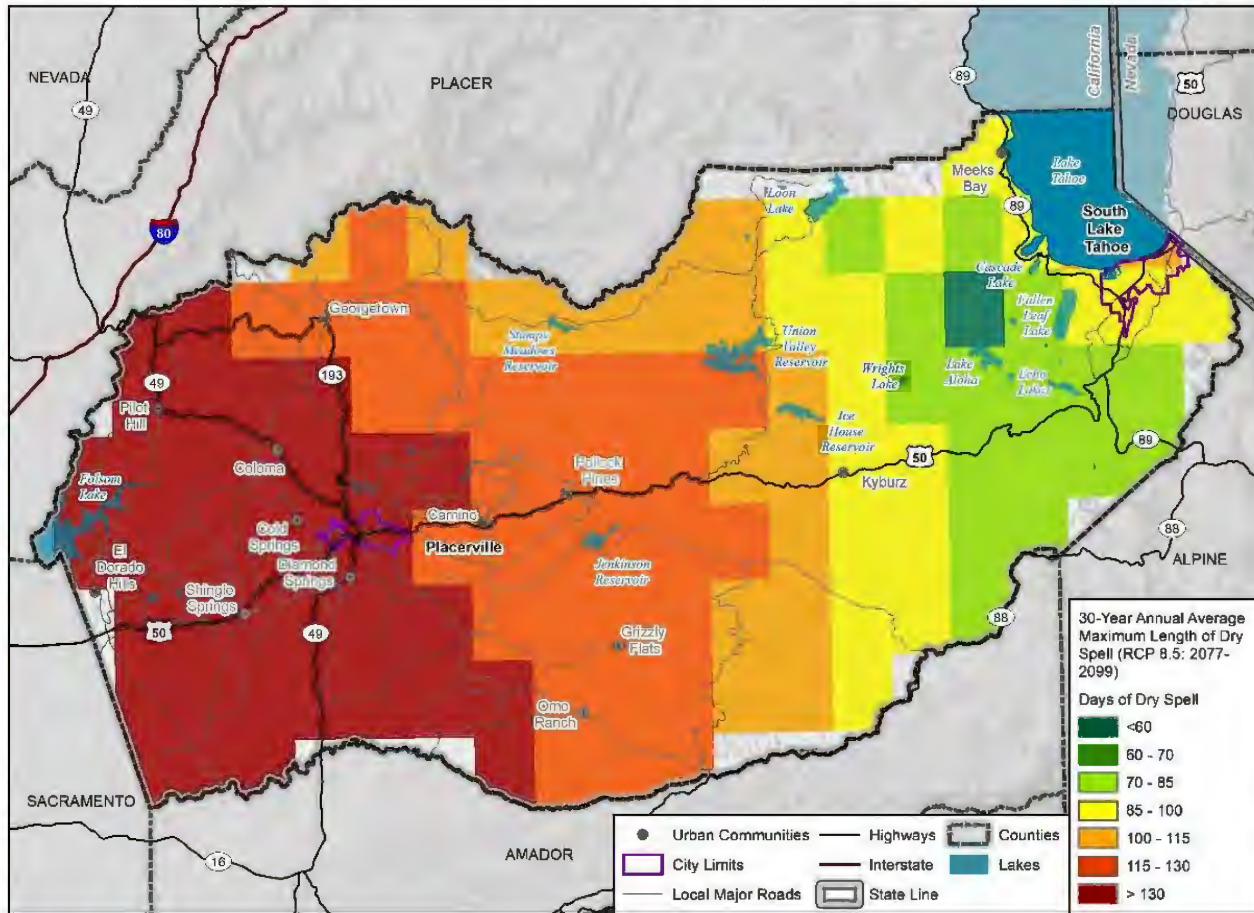 NEVADA
49
PLACER
89
California
Nevada
50
DOUGLAS
80
Meeks
Bay
Lake
Tahoe
Loon
Lake
89
South
Lake
Tahoe
Cascade
Lake
Fallen
Leaf
Lake
Georgetown
Stumpy
Meadows
Reservoir
Union
Valley
Reservoir
Wrights
Lake
Lake
Aloha
Echo
Lake
49
193
Pilot
Hill
Ice
House
Reservoir
89
Coloma
Pollock
Pines
50
Kyburz
Folsom
Lake
Camino
88
Cold
Springs
Placerville
ALPINE
El
Dorado
Hills
Diamond
Springs
Jenkinson
Reservoir
Shingle
Springs
50
49
88
Grizzly
Flats
Omo
Ranch
SACRAMENTO
16
AMADOR
30-Year Annual Average
Maximum Length of Dry
Spell (RCP 8.5: 2077-
2099)
Days of Dry Spell
<60
60 - 70
70 - 85
85 - 100
100 - 115
115 - 130
> 130
Urban Communities
Highways
Counties
City Limits
Interstate
Lakes
Local Major Roads
State Line